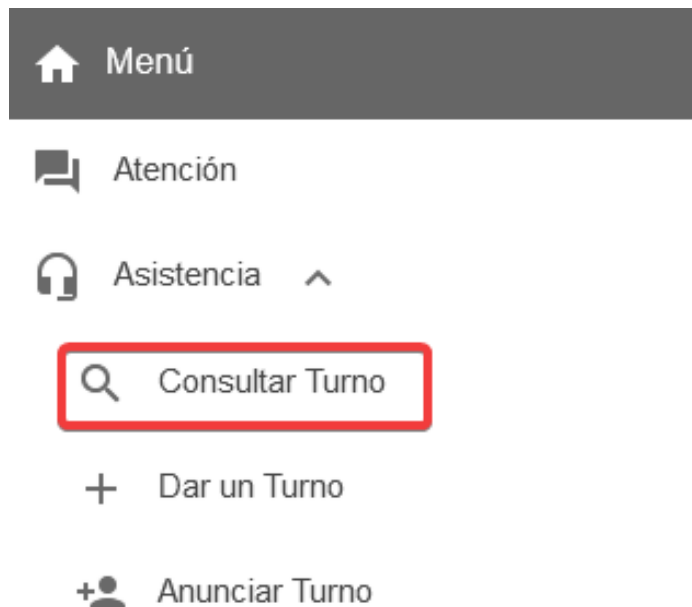 Menú
Atención
Asistencia
Consultar Turno
Dar un Turno
Anunciar Turno